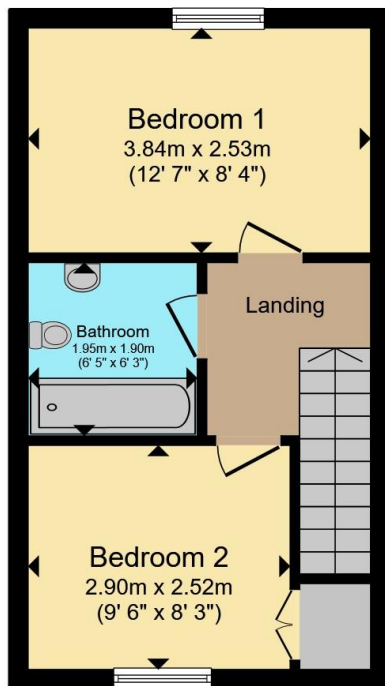 Bedroom 1
3.84m x 2.53m
(12' 7" x 8' 4")
Landing
Bathroom
1.95m x 1.90m
(6' 5" x 6' 3")
Bedroom 2
2.90m x 2.52m
(9' 6" x 8' 3")